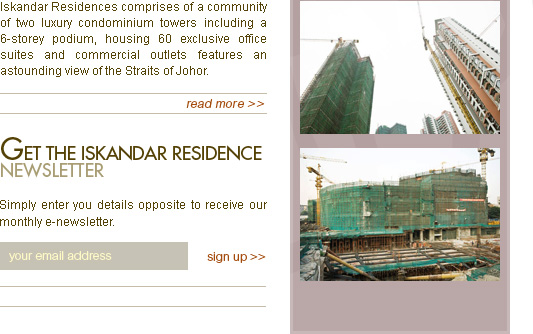 Iskandar Residences comprises of a community
of two luxury condominium towers including a
6-storey podium, housing 60 exclusive office
suites and commercial outlets features an
astounding view of the Straits of Johor.
read more >>
GET THE ISKANDAR RESIDENCE
NEWSLETTER
Simply enter you details opposite to receive our
monthly e-newsletter.
your email address
sign up >>